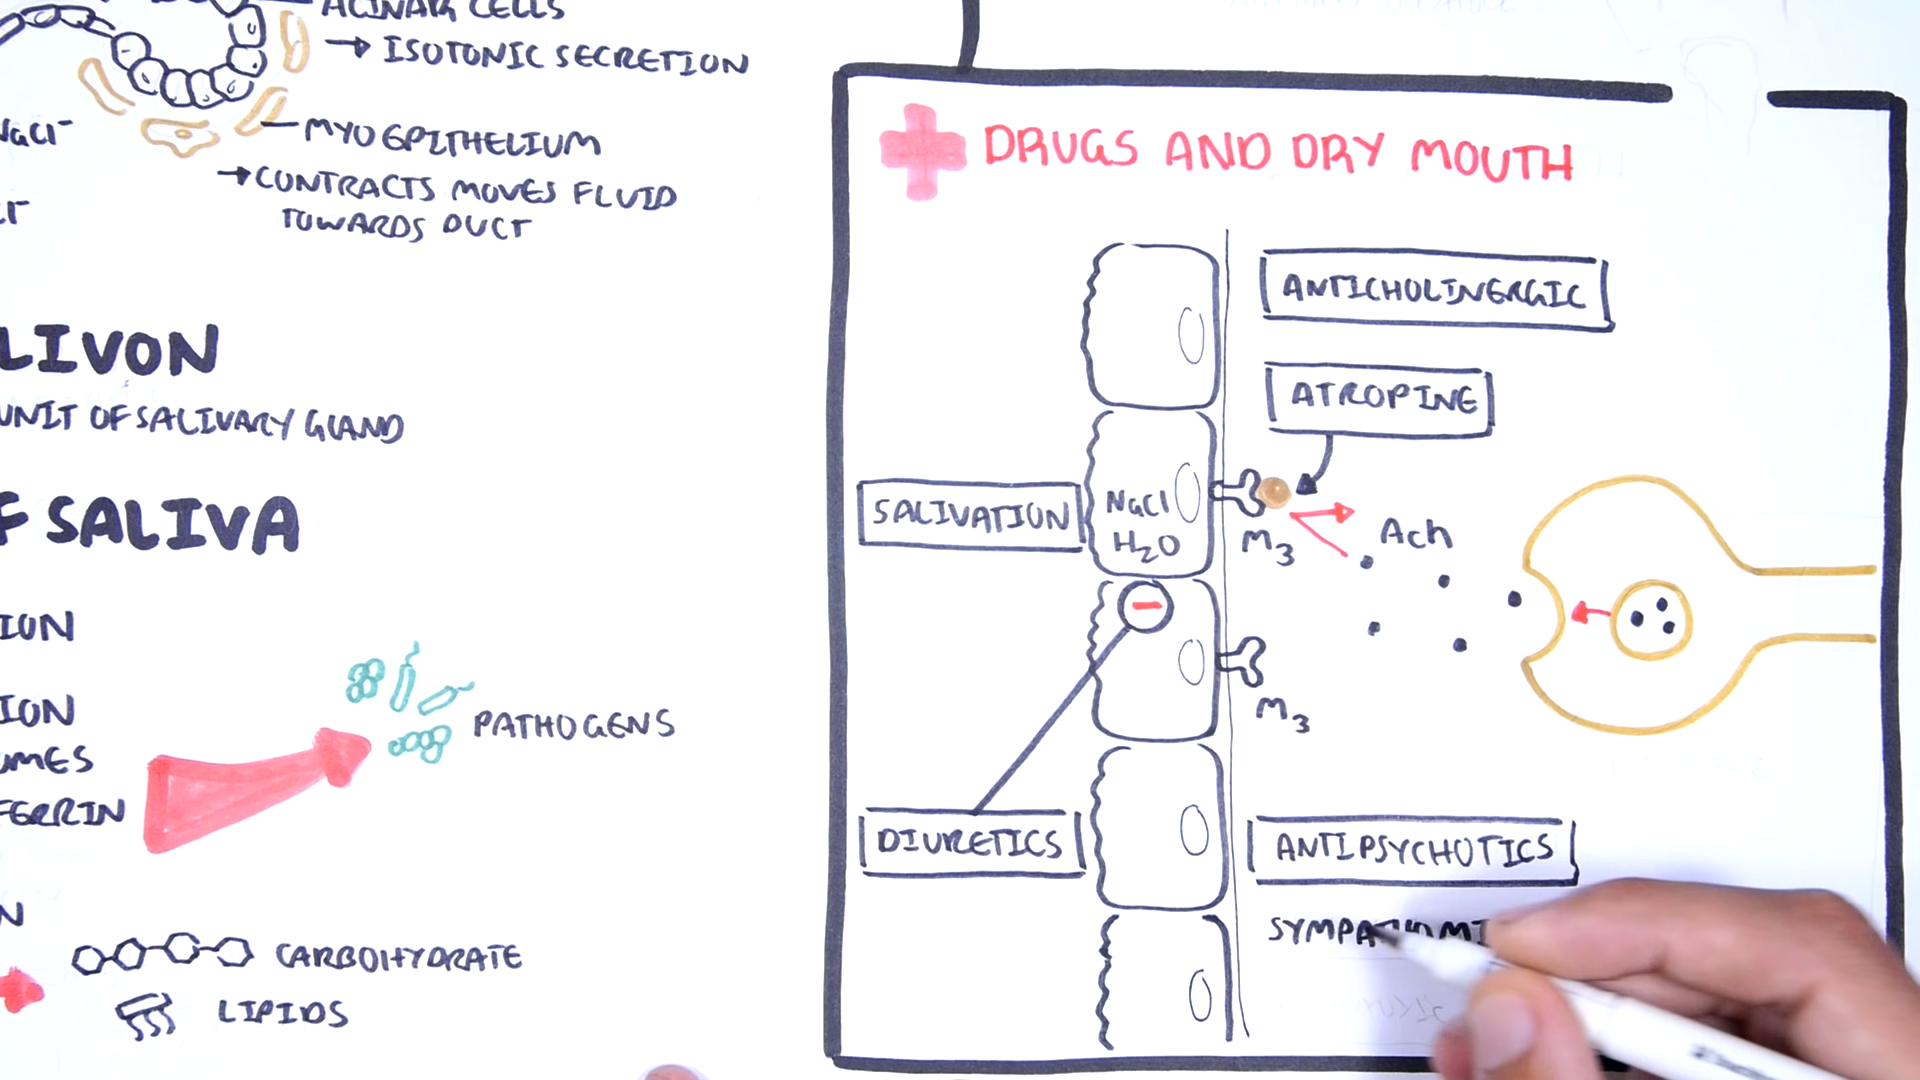 ACINAR CELLS
→ ISOTONIC SECRETION
NaCl-
MYOEPITHELIUM
→ CONTRACTS MOVES FLUID
TOWARDS DUCT
LIVON
UNIT OF SALIVARY GLAND
F SALIVA
ION
ION
UMES
FERRIN
PATHOGENS
N
CARBOHYDRATE
LIPIDS
DRUGS AND DRY MOUTH
ANTICHOLINERGIC
ATROPINE
SALIVATION
NaCl
H2O
M3
Ach
M3
DIURETICS
ANTIPSYCHOTICS